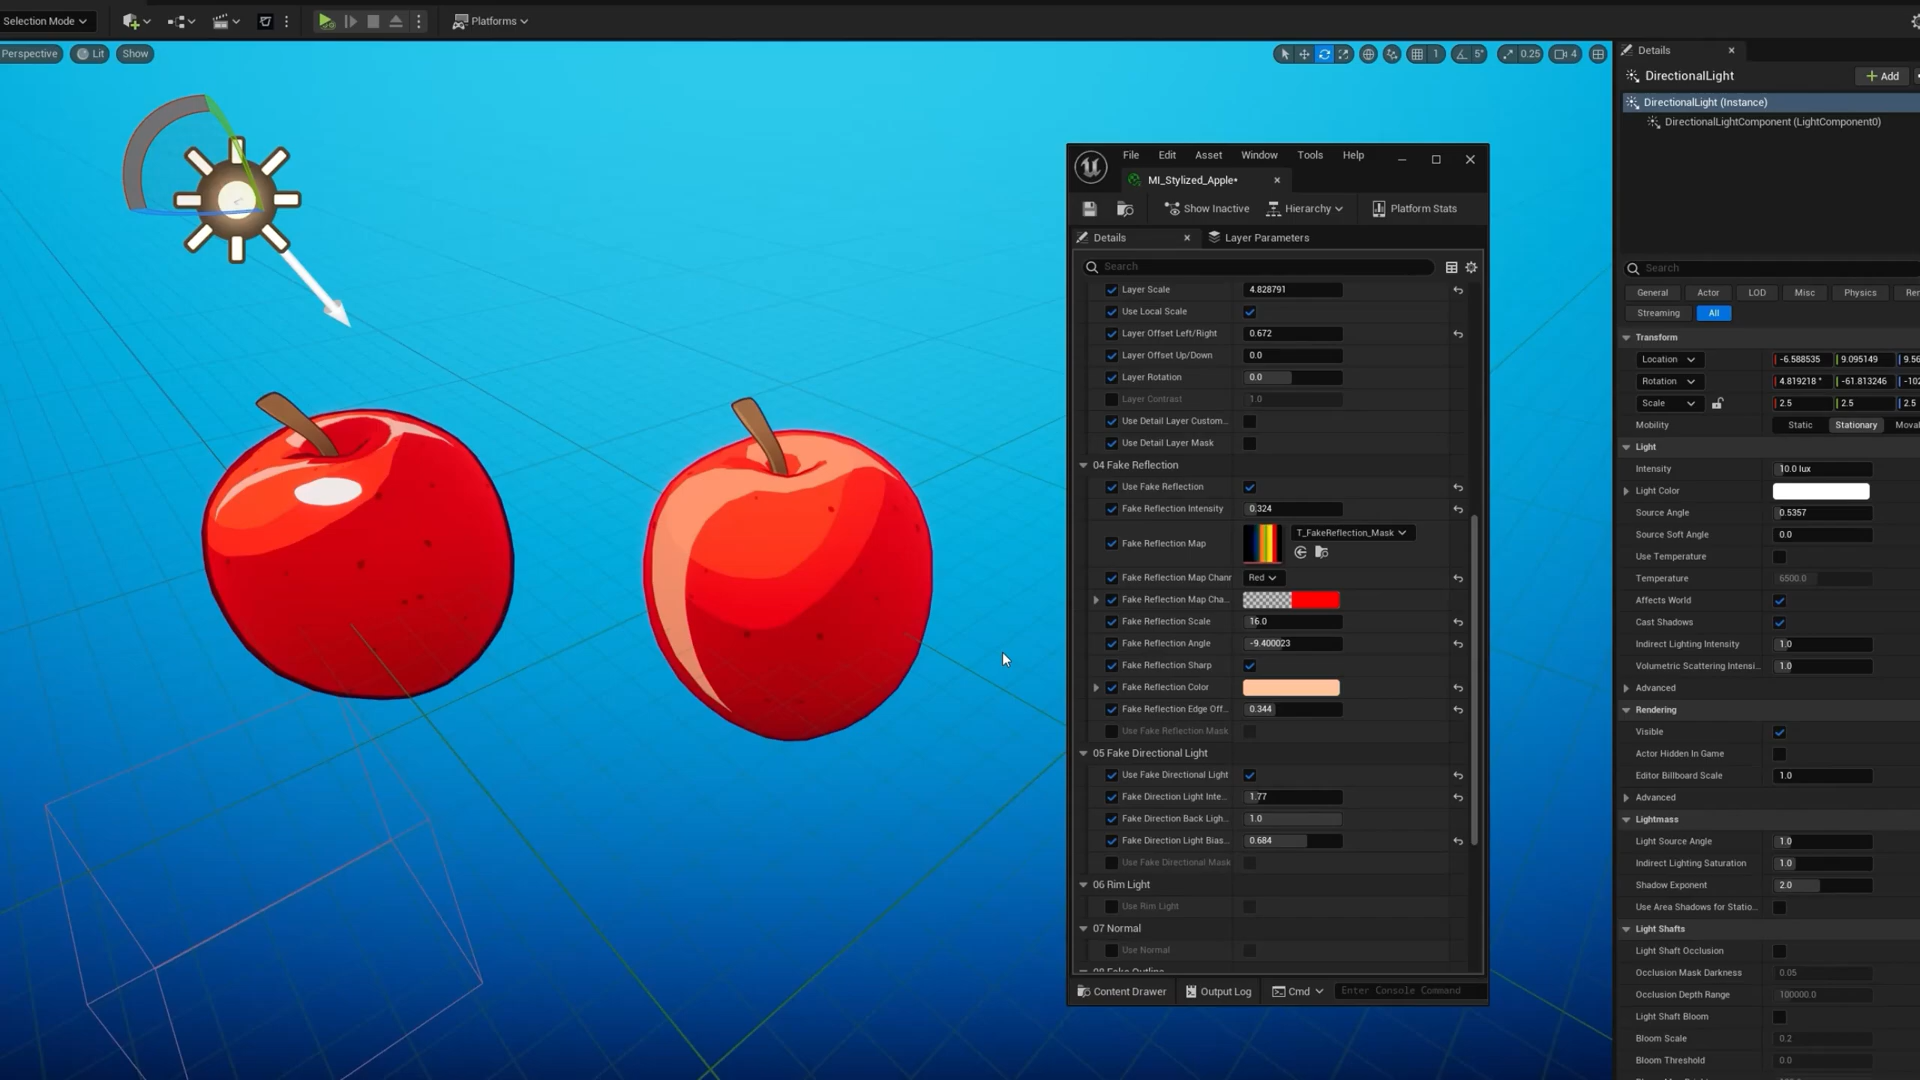 Selection Mode
Platforms
Perspective
Lit
Show
1
5°
0.25
4
File Edit Asset Window Tools Help
MI_Stylized_Apple*
Show Inactive
Hierarchy
Platform Stats
Details
Layer Parameters
Search
Layer Scale 4.828791
Use Local Scale
Layer Offset Left/Right 0.672
Layer Offset Up/Down 0.0
Layer Rotation 0.0
Layer Contrast 1.0
Use Detail Layer Custom...
Use Detail Layer Mask
04 Fake Reflection
Use Fake Reflection
Fake Reflection Intensity 0.324
T_FakeReflection_Mask
Fake Reflection Map
Fake Reflection Map Chann Red
Fake Reflection Map Cha...
Fake Reflection Scale 16.0
Fake Reflection Angle -9.400023
Fake Reflection Sharp
Fake Reflection Color
Fake Reflection Edge Off... 0.344
Use Fake Reflection Mask
05 Fake Directional Light
Use Fake Directional Light
Fake Direction Light Inte... 1.77
Fake Direction Back Ligh... 1.0
Fake Direction Light Bias... 0.684
Use Fake Directional Mask
06 Rim Light
Use Rim Light
07 Normal
Use Normal
08 Fake Outline
Content Drawer
Output Log
Cmd
Enter Console Command
Details
DirectionalLight
Add
DirectionalLight (Instance)
DirectionalLightComponent (LightComponent0)
Search
General Actor LOD Misc Physics Ren
Streaming All
Transform
Location -6.588535 9.095149 9.56
Rotation 4.819218 ° -61.813246 -102
Scale 2.5 2.5 2.5
Mobility Static Stationary Moval
Light
Intensity 10.0 lux
Light Color
Source Angle 0.5357
Source Soft Angle 0.0
Use Temperature
Temperature 6500.0
Affects World
Cast Shadows
Indirect Lighting Intensity 1.0
Volumetric Scattering Intensi... 1.0
Advanced
Rendering
Visible
Actor Hidden In Game
Editor Billboard Scale 1.0
Advanced
Lightmass
Light Source Angle 1.0
Indirect Lighting Saturation 1.0
Shadow Exponent 2.0
Use Area Shadows for Statio...
Light Shafts
Light Shaft Occlusion
Occlusion Mask Darkness 0.05
Occlusion Depth Range 100000.0
Light Shaft Bloom
Bloom Scale 0.2
Bloom Threshold 0.0